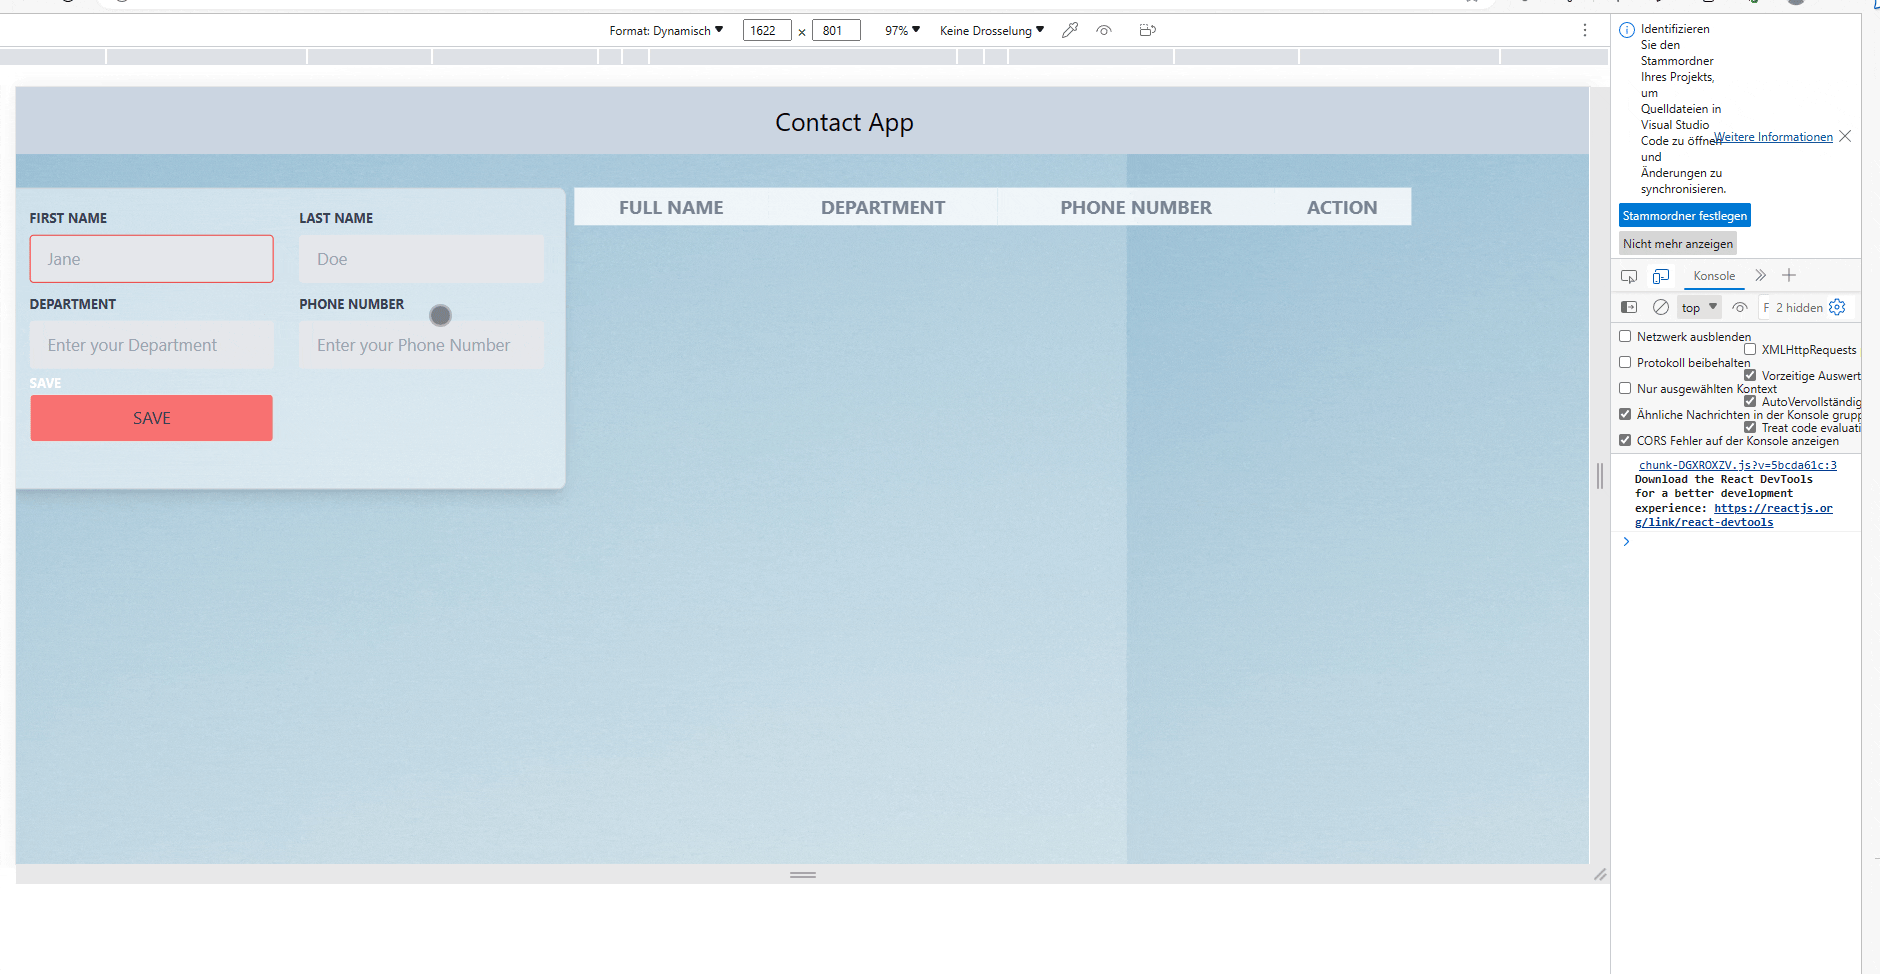 Format: Dynamisch
1622 × 801
97%
Keine Drosselung
Contact App
FIRST NAME
LAST NAME
Jane
Doe
DEPARTMENT
PHONE NUMBER
Enter your Department
Enter your Phone Number
SAVE
SAVE
FULL NAME
DEPARTMENT
PHONE NUMBER
ACTION
Identifizieren
Sie den
Stammordner
Ihres Projekts,
um
Quelldateien in
Visual Studio
Code zu öffnen
und
Änderungen zu
synchronisieren.
Weitere Informationen
Stammordner festlegen
Nicht mehr anzeigen
Konsole
top
F
2 hidden
Netzwerk ausblenden
XMLHttpRequests
Protokoll beibehalten
Vorzeitige Auswert
Nur ausgewählten Kontext
AutoVervollständig
Ähnliche Nachrichten in der Konsole grupp
Treat code evaluati
CORS Fehler auf der Konsole anzeigen
chunk-DGXROXZV.js?v=5bcda61c:3
Download the React DevTools
for a better development
experience: https://reactjs.or
g/link/react-devtools